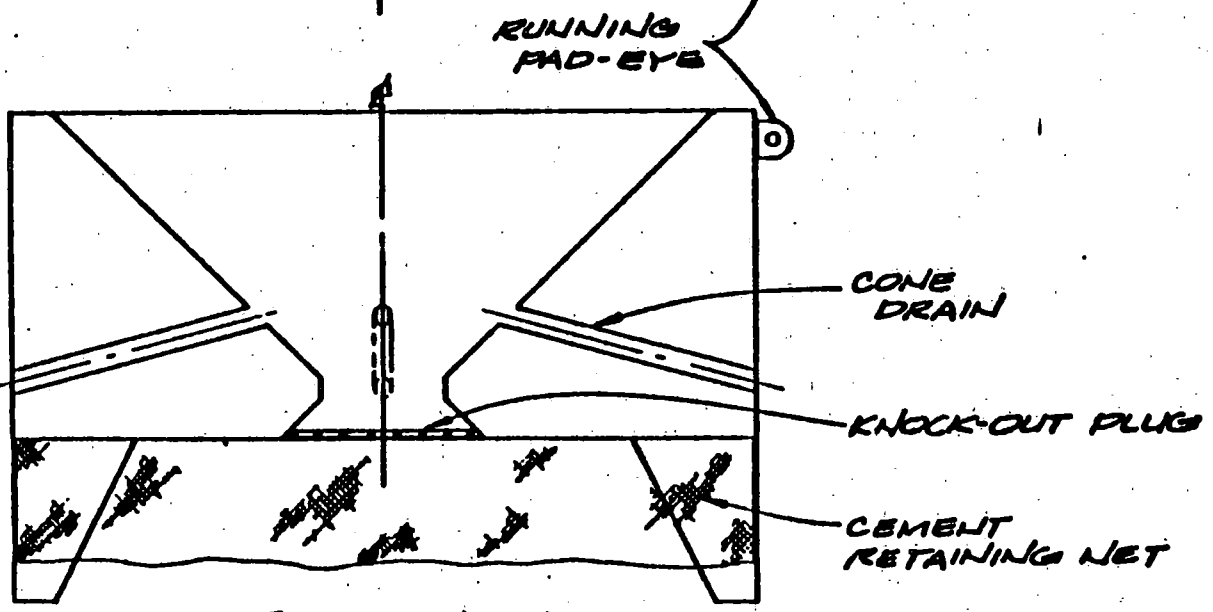 RUNNING
PAD-EYE
CONE
DRAIN
KNOCK-OUT PLUG
CEMENT
RETAINING NET